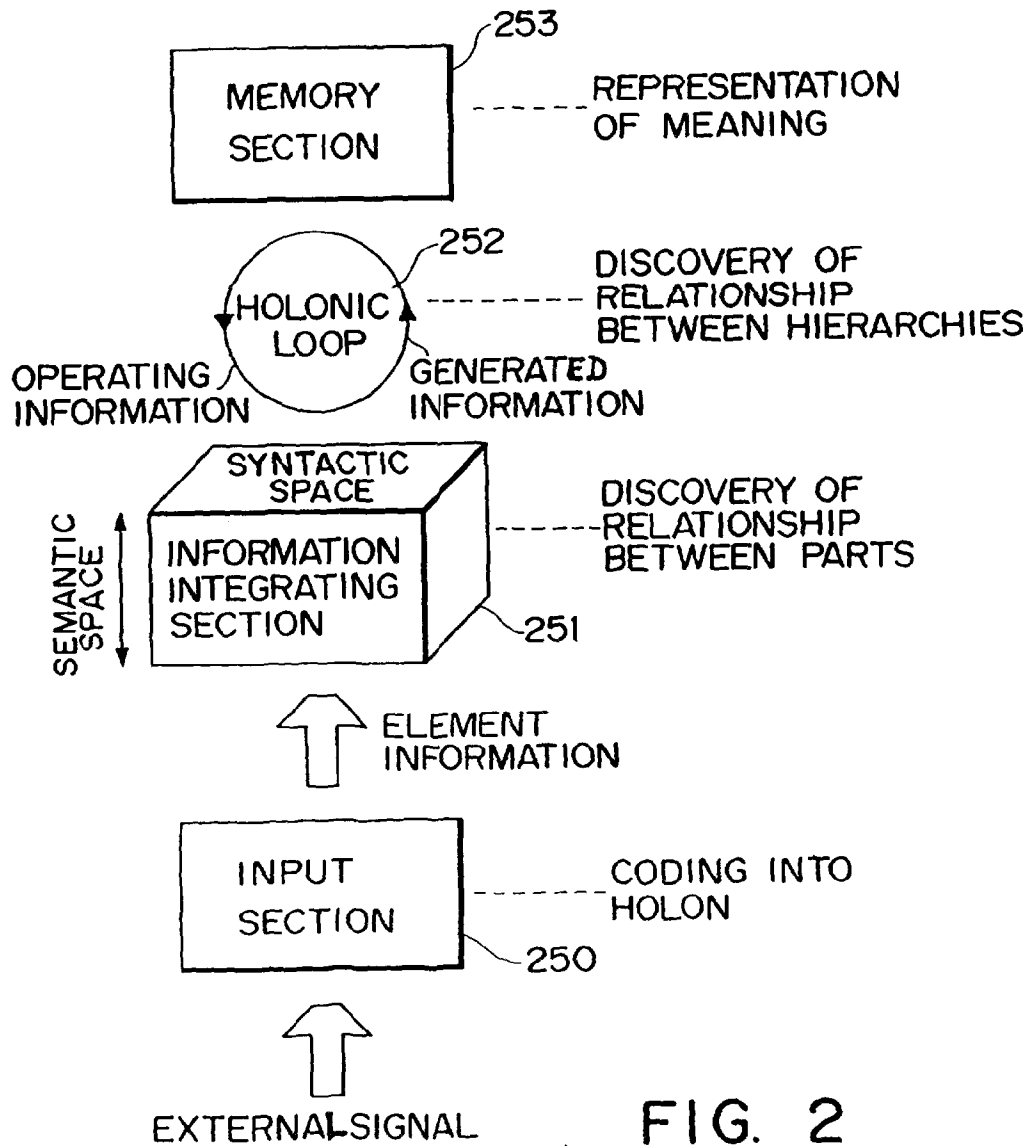 253
MEMORY
SECTION
REPRESENTATION
OF MEANING
252
HOLONIC
LOOP
DISCOVERY OF
RELATIONSHIP
BETWEEN HIERARCHIES
OPERATING
INFORMATION
GENERATED
INFORMATION
SYNTACTIC
SPACE
SEMANTIC
SPACE
INFORMATION
INTEGRATING
SECTION
DISCOVERY OF
RELATIONSHIP
BETWEEN PARTS
251
ELEMENT
INFORMATION
INPUT
SECTION
CODING INTO
HOLON
250
EXTERNAL SIGNAL
FIG. 2